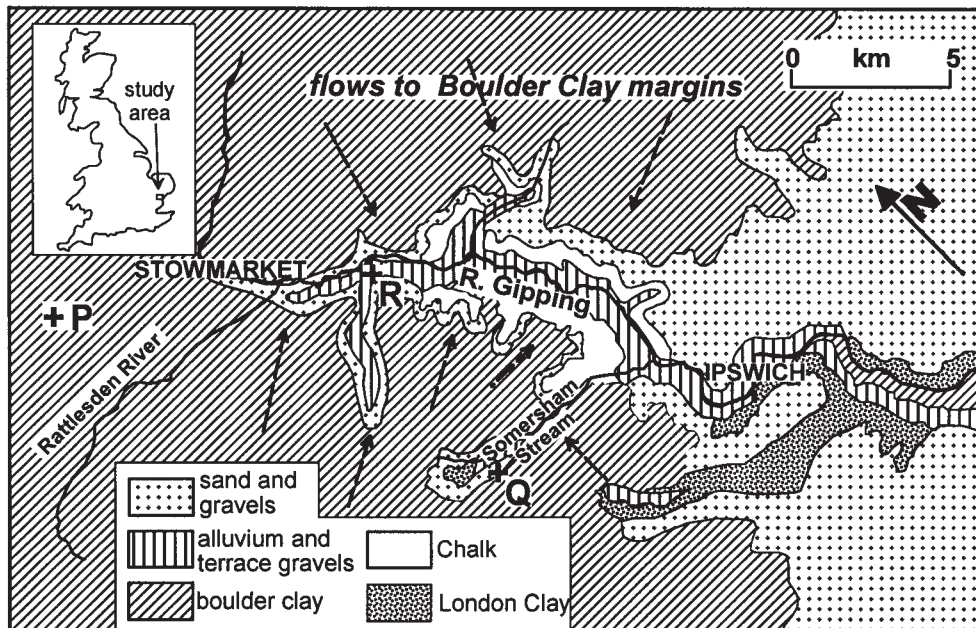 study
area
flows to Boulder Clay margins
0 km 5
N
STOWMARKET
R
R. Gipping
P
Rattlesden River
IPSWICH
Somersham
Stream
Q
sand and
gravels
alluvium and
terrace gravels
boulder clay
Chalk
London Clay